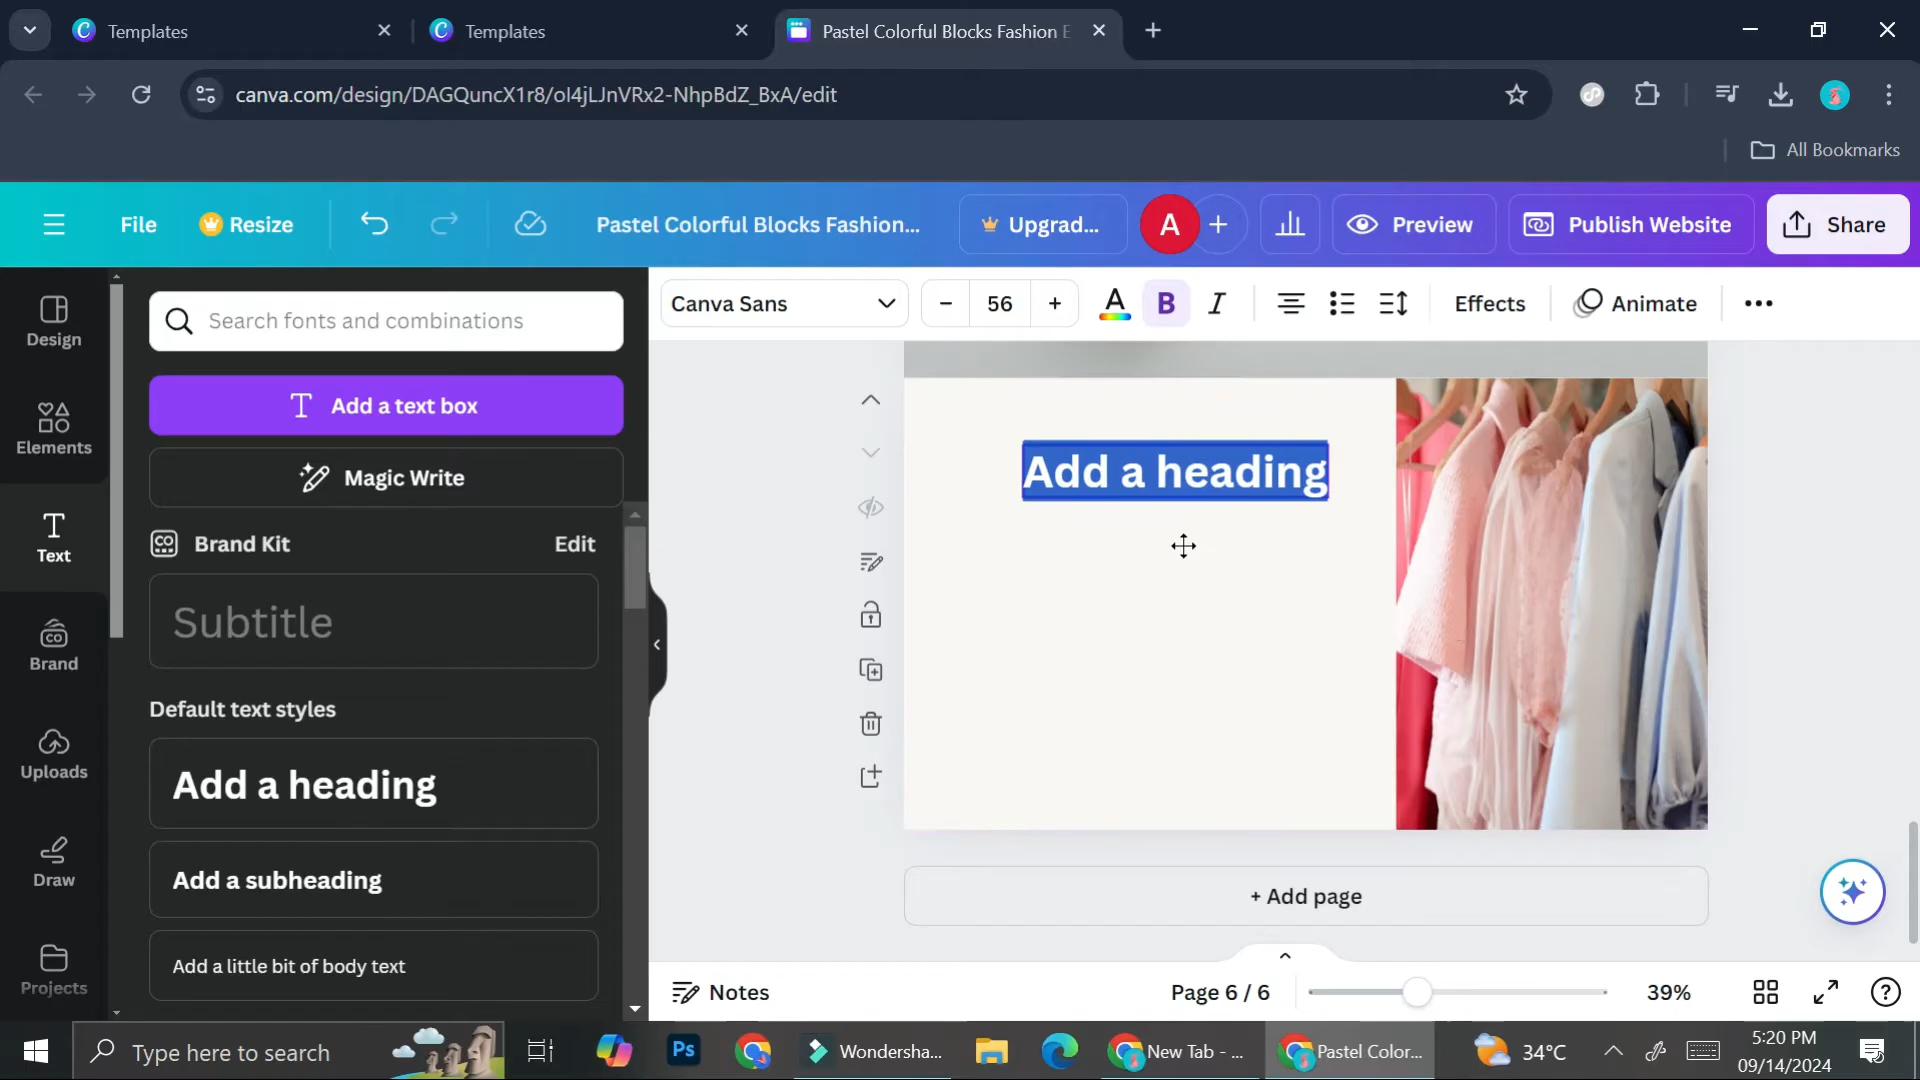 Templates
Templates
Pastel Colorful Blocks Fashion E
canva.com/design/DAGQuncX1r8/oI4jLJnVRx2-NhpBdZ_BxA/edit
All Bookmarks
File
Resize
Pastel Colorful Blocks Fashion...
Upgrad...
A
Preview
Publish Website
Share
Design
Elements
Text
Brand
Uploads
Draw
Projects
Search fonts and combinations
Add a text box
Magic Write
Brand Kit
Edit
Subtitle
Default text styles
Add a heading
Add a subheading
Add a little bit of body text
Canva Sans
56
B
I
Effects
Animate
Add a heading
+ Add page
Notes
Page 6 / 6
39%
Type here to search
Wondersha...
New Tab - ...
Pastel Color...
34°C
5:20 PM
09/14/2024